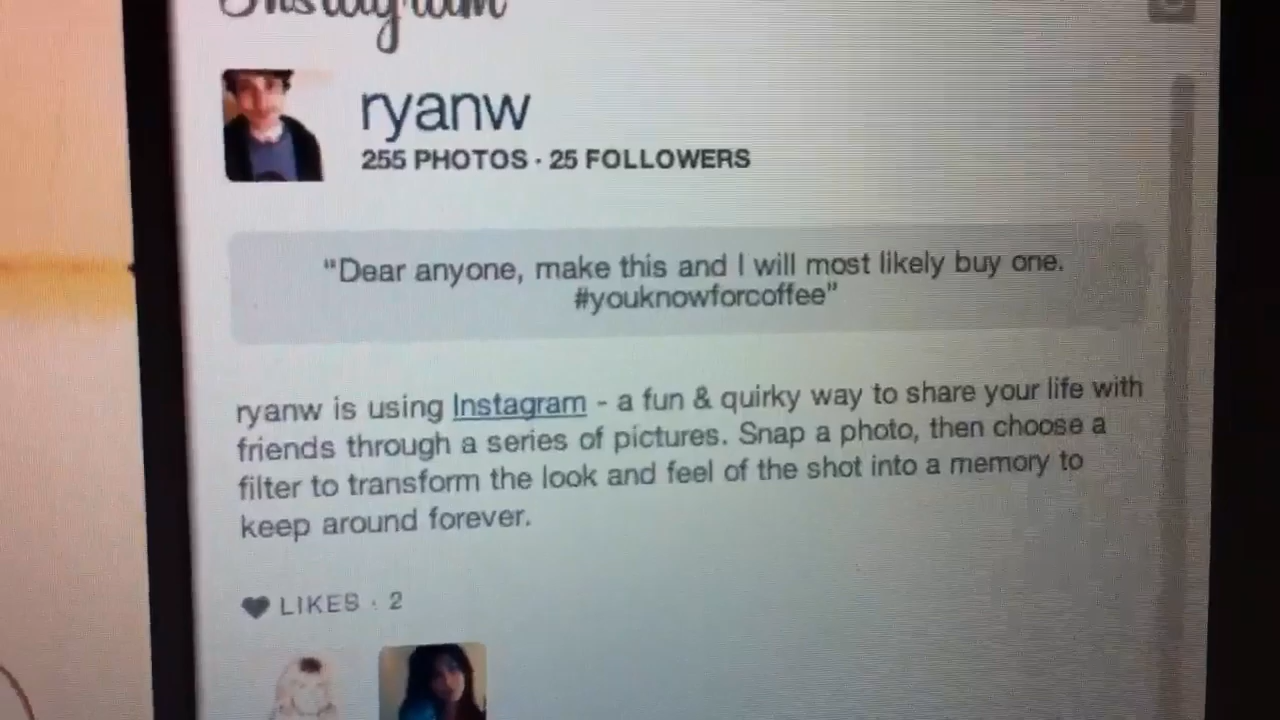 Instagram
ryanw
255 PHOTOS · 25 FOLLOWERS
“Dear anyone, make this and I will most likely buy one.
#youknowforcoffee”
ryanw is using Instagram - a fun & quirky way to share your life with
friends through a series of pictures. Snap a photo, then choose a
filter to transform the look and feel of the shot into a memory to
keep around forever.
LIKES · 2